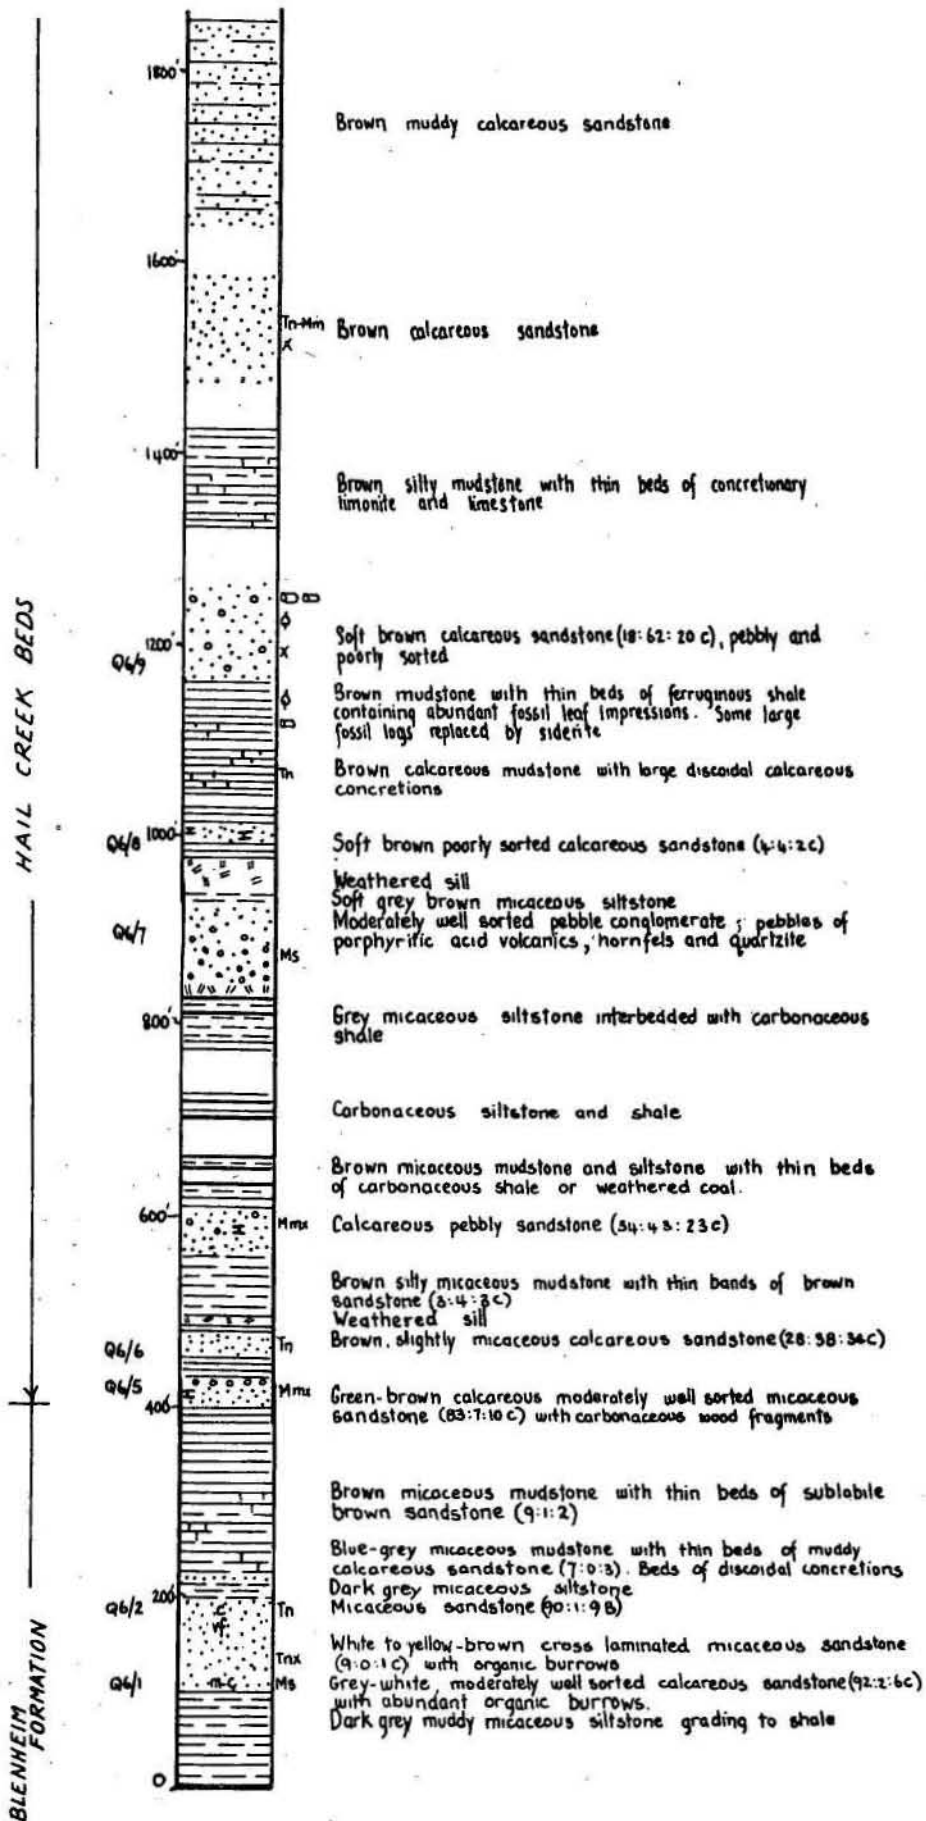 1800'
Brown muddy calcareous sandstone
1600'
Tn-Mm
X
Brown calcareous sandstone
1400'
Brown silty mudstone with thin beds of concretionary
limonite and limestone
HAIL CREEK BEDS
1200'
Q6/9
X
Soft brown calcareous sandstone (18:62:20 c), pebbly and
poorly sorted
Brown mudstone with thin beds of ferruginous shale
containing abundant fossil leaf impressions. Some large
fossil logs replaced by siderite
Tn
Brown calcareous mudstone with large discoidal calcareous
concretions
Q6/8
1000'
Soft brown poorly sorted calcareous sandstone (4:4:2c)
Weathered sill
Soft grey brown micaceous siltstone
Q6/7
Ms
Moderately well sorted pebble conglomerate; pebbles of
porphyrific acid volcanics, hornfels and quartzite
800'
Grey micaceous siltstone interbedded with carbonaceous
shale
Carbonaceous siltstone and shale
Brown micaceous mudstone and siltstone with thin beds
of carbonaceous shale or weathered coal.
600'
Mmx
Calcareous pebbly sandstone (34:43:23c)
Brown silty micaceous mudstone with thin bands of brown
sandstone (3:4:3c)
Weathered sill
Q6/6
Tn
Brown, slightly micaceous calcareous sandstone (28:38:34c)
Q6/5
400'
Mmx
Green-brown calcareous moderately well sorted micaceous
sandstone (83:7:10 c) with carbonaceous wood fragments
Brown micaceous mudstone with thin beds of sublabile
brown sandstone (9:1:2)
Blue-grey micaceous mudstone with thin beds of muddy
calcareous sandstone (7:0:3). Beds of discoidal concretions
Dark grey micaceous siltstone
Q6/2
200'
c
vf
Tn
Micaceous sandstone (90:1:9B)
Tnx
White to yellow-brown cross laminated micaceous sandstone
(9:0:1c) with organic burrows
Q6/1
m-c
Ms
Grey-white, moderately well sorted calcareous sandstone (92:2:6c)
with abundant organic burrows.
Dark grey muddy micaceous siltstone grading to shale
0
BLENHEIM
FORMATION